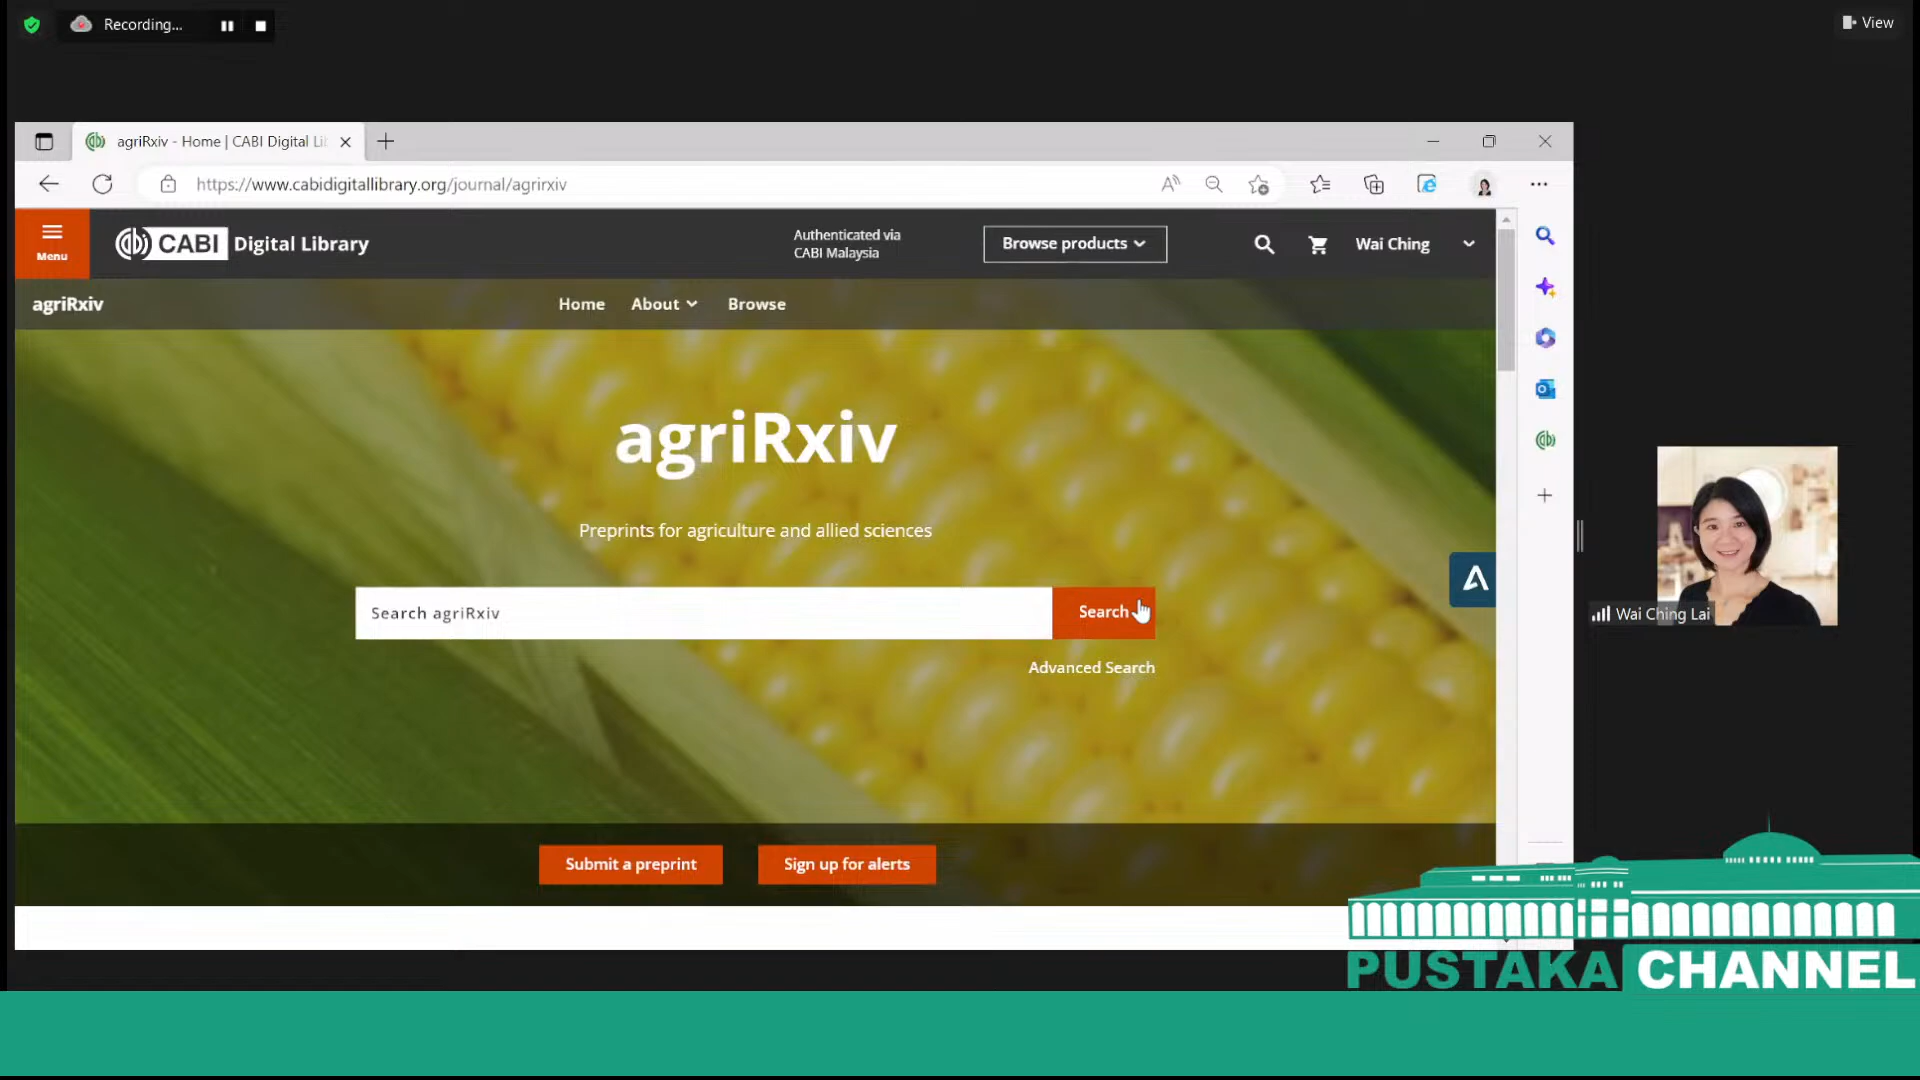 Recording...
View
agriRxiv - Home | CABI Digital Li
https://www.cabidigitallibrary.org/journal/agrirxiv
Menu
CABI Digital Library
Authenticated via
CABI Malaysia
Browse products
Wai Ching
agriRxiv
Home
About
Browse
agriRxiv
Preprints for agriculture and allied sciences
Search agriRxiv
Search
Advanced Search
Wai Ching Lai
Submit a preprint
Sign up for alerts
PUSTAKA CHANNEL